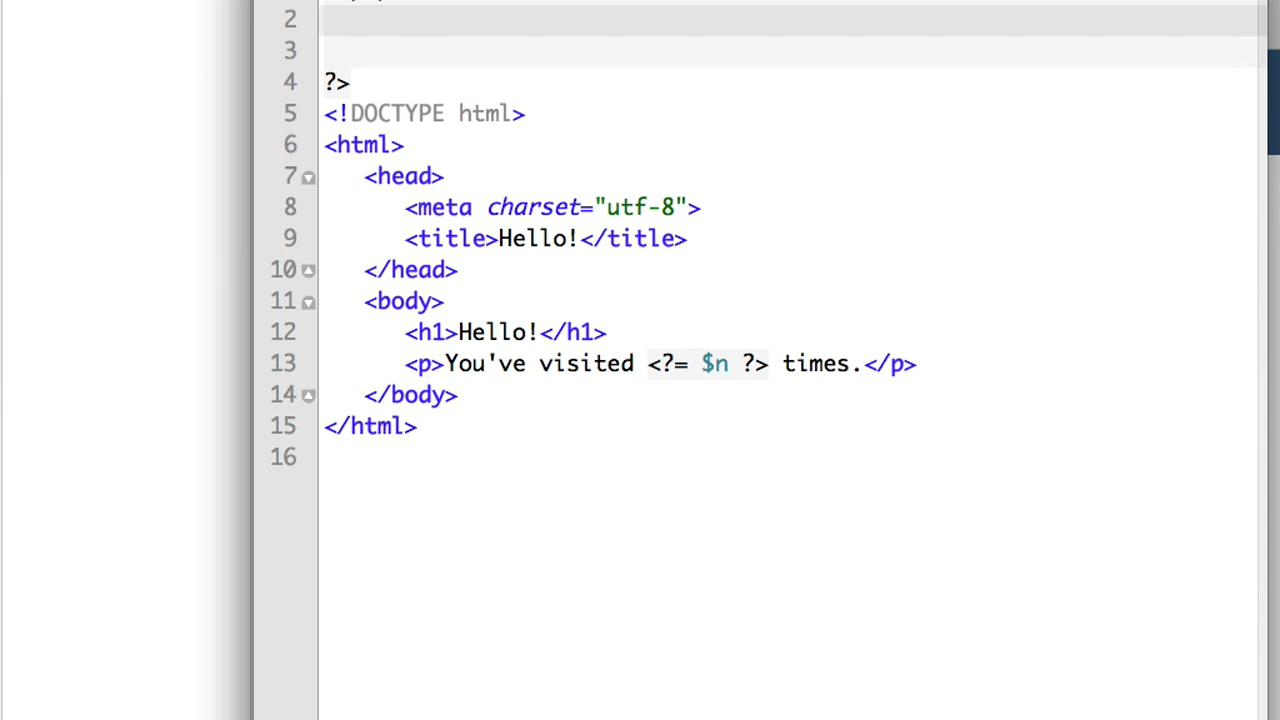 2
3
4 ?>
5 <!DOCTYPE html>
6 <html>
7 <head>
8 <meta charset="utf-8">
9 <title>Hello!</title>
10 </head>
11 <body>
12 <h1>Hello!</h1>
13 <p>You've visited <?= $n ?> times.</p>
14 </body>
15 </html>
16